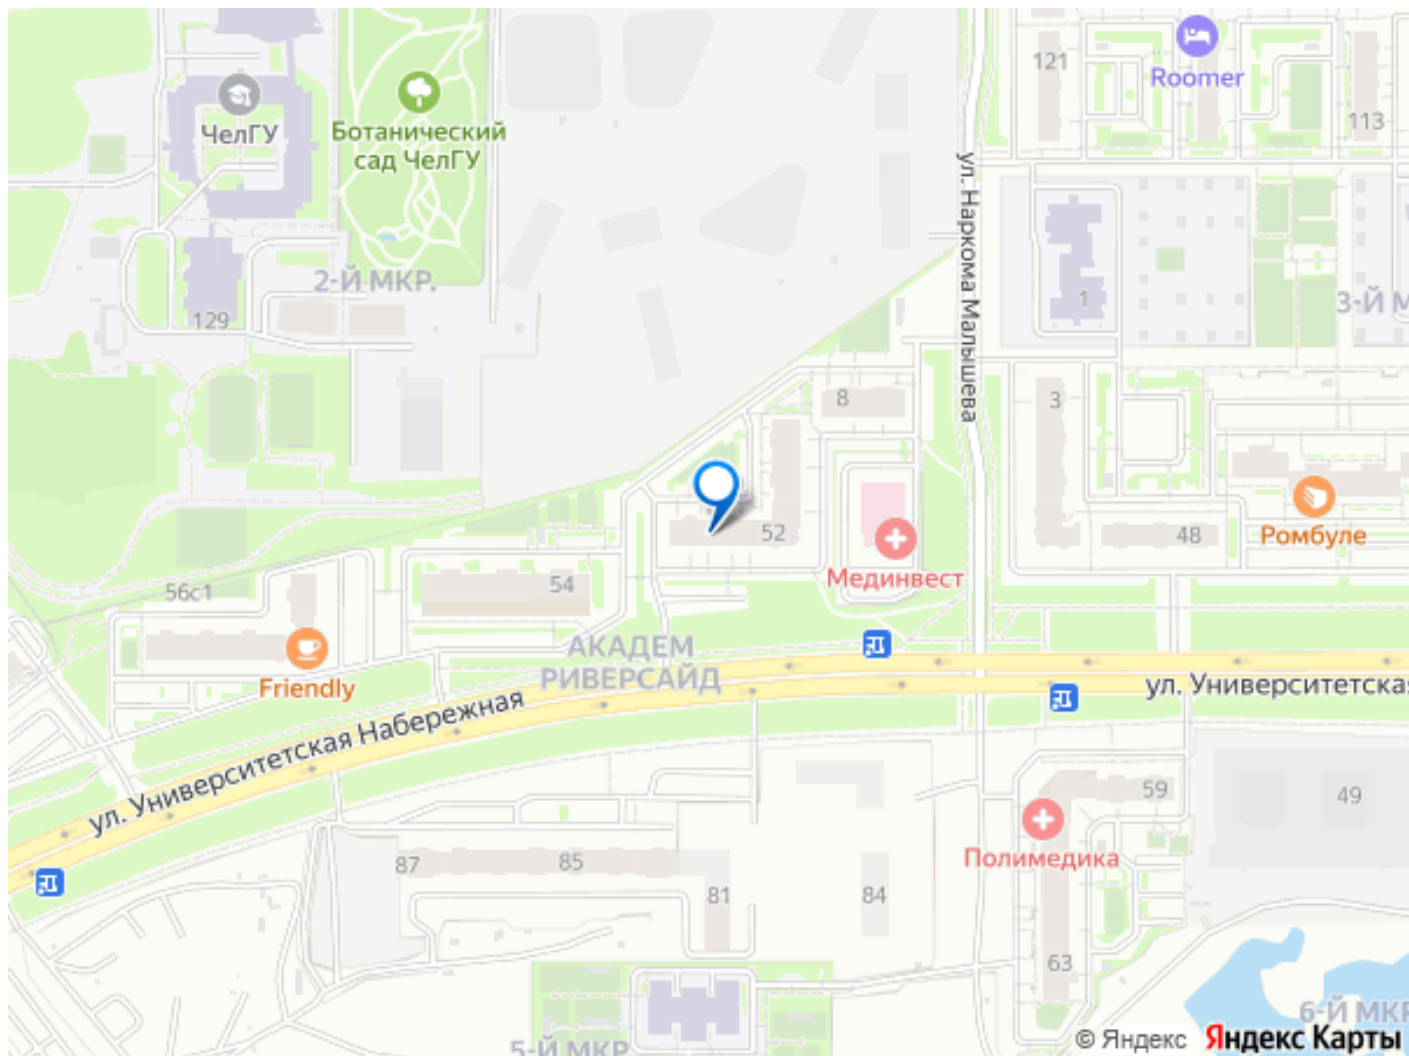 121
Roomer
113
ЧелГУ
Ботанический
сад ЧелГУ
ул. Наркома Малышева
2-Й МКР.
129
1
3-Й М
8
3
52
48
Ромбуле
Мединвест
54
56с1
Friendly
АКАДЕМ
РИВЕРСАЙД
ул. Университетская Набережная
ул. Университетская
59
49
Полимедика
87
85
81
84
63
6-Й МКР
5-Й МКР
© Яндекс Яндекс Карты